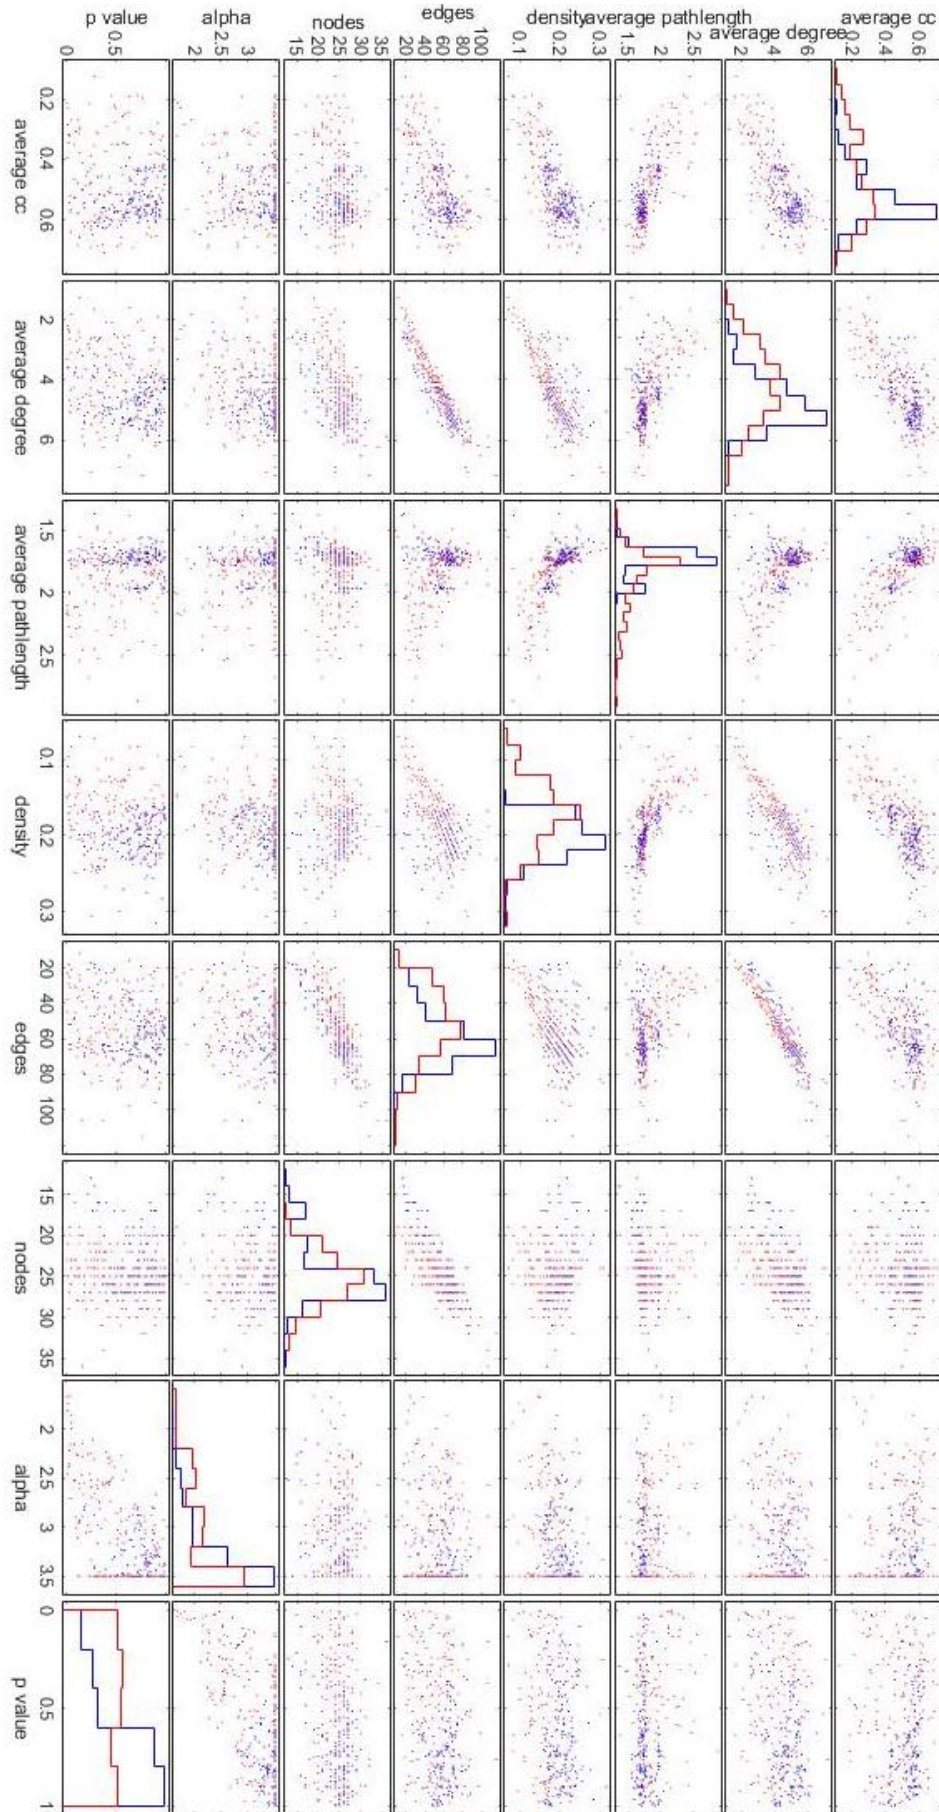 average cc
.2 0.4 0.6
average degree
2 4 6
average pathlength
1.5 2 2.5
density
0.1 0.2 0.3
edges
20 40 60 80 100
nodes
15 20 25 30 35
alpha
2 2.5 3
p value
0 0.5
0.2 0.4 0.6
average cc
2 4 6
average degree
1.5 2 2.5
average pathlength
0.1 0.2 0.3
density
20 40 60 80 100
edges
15 20 25 30 35
nodes
2 2.5 3 3.5
alpha
0 0.5 1
p value